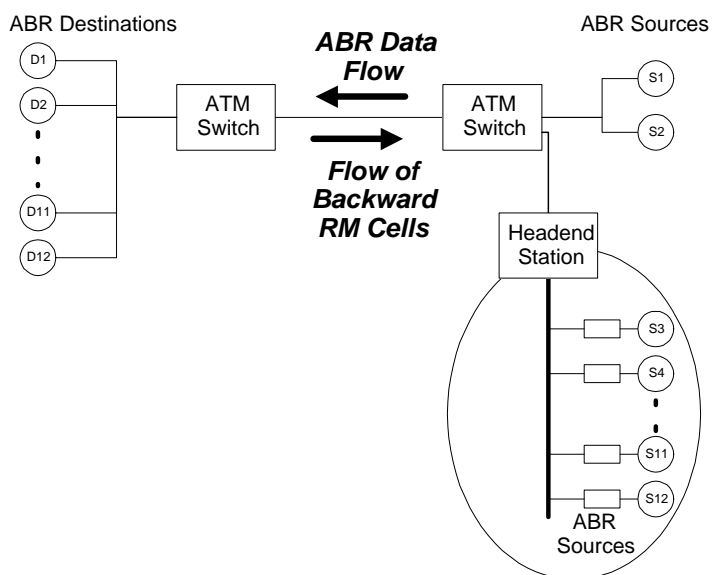 ABR Destinations
ABR Sources
ABR Data
Flow
D1
D2
D11
D12
ATM
Switch
ATM
Switch
S1
S2
Flow of
Backward
RM Cells
Headend
Station
S3
S4
S11
S12
ABR
Sources